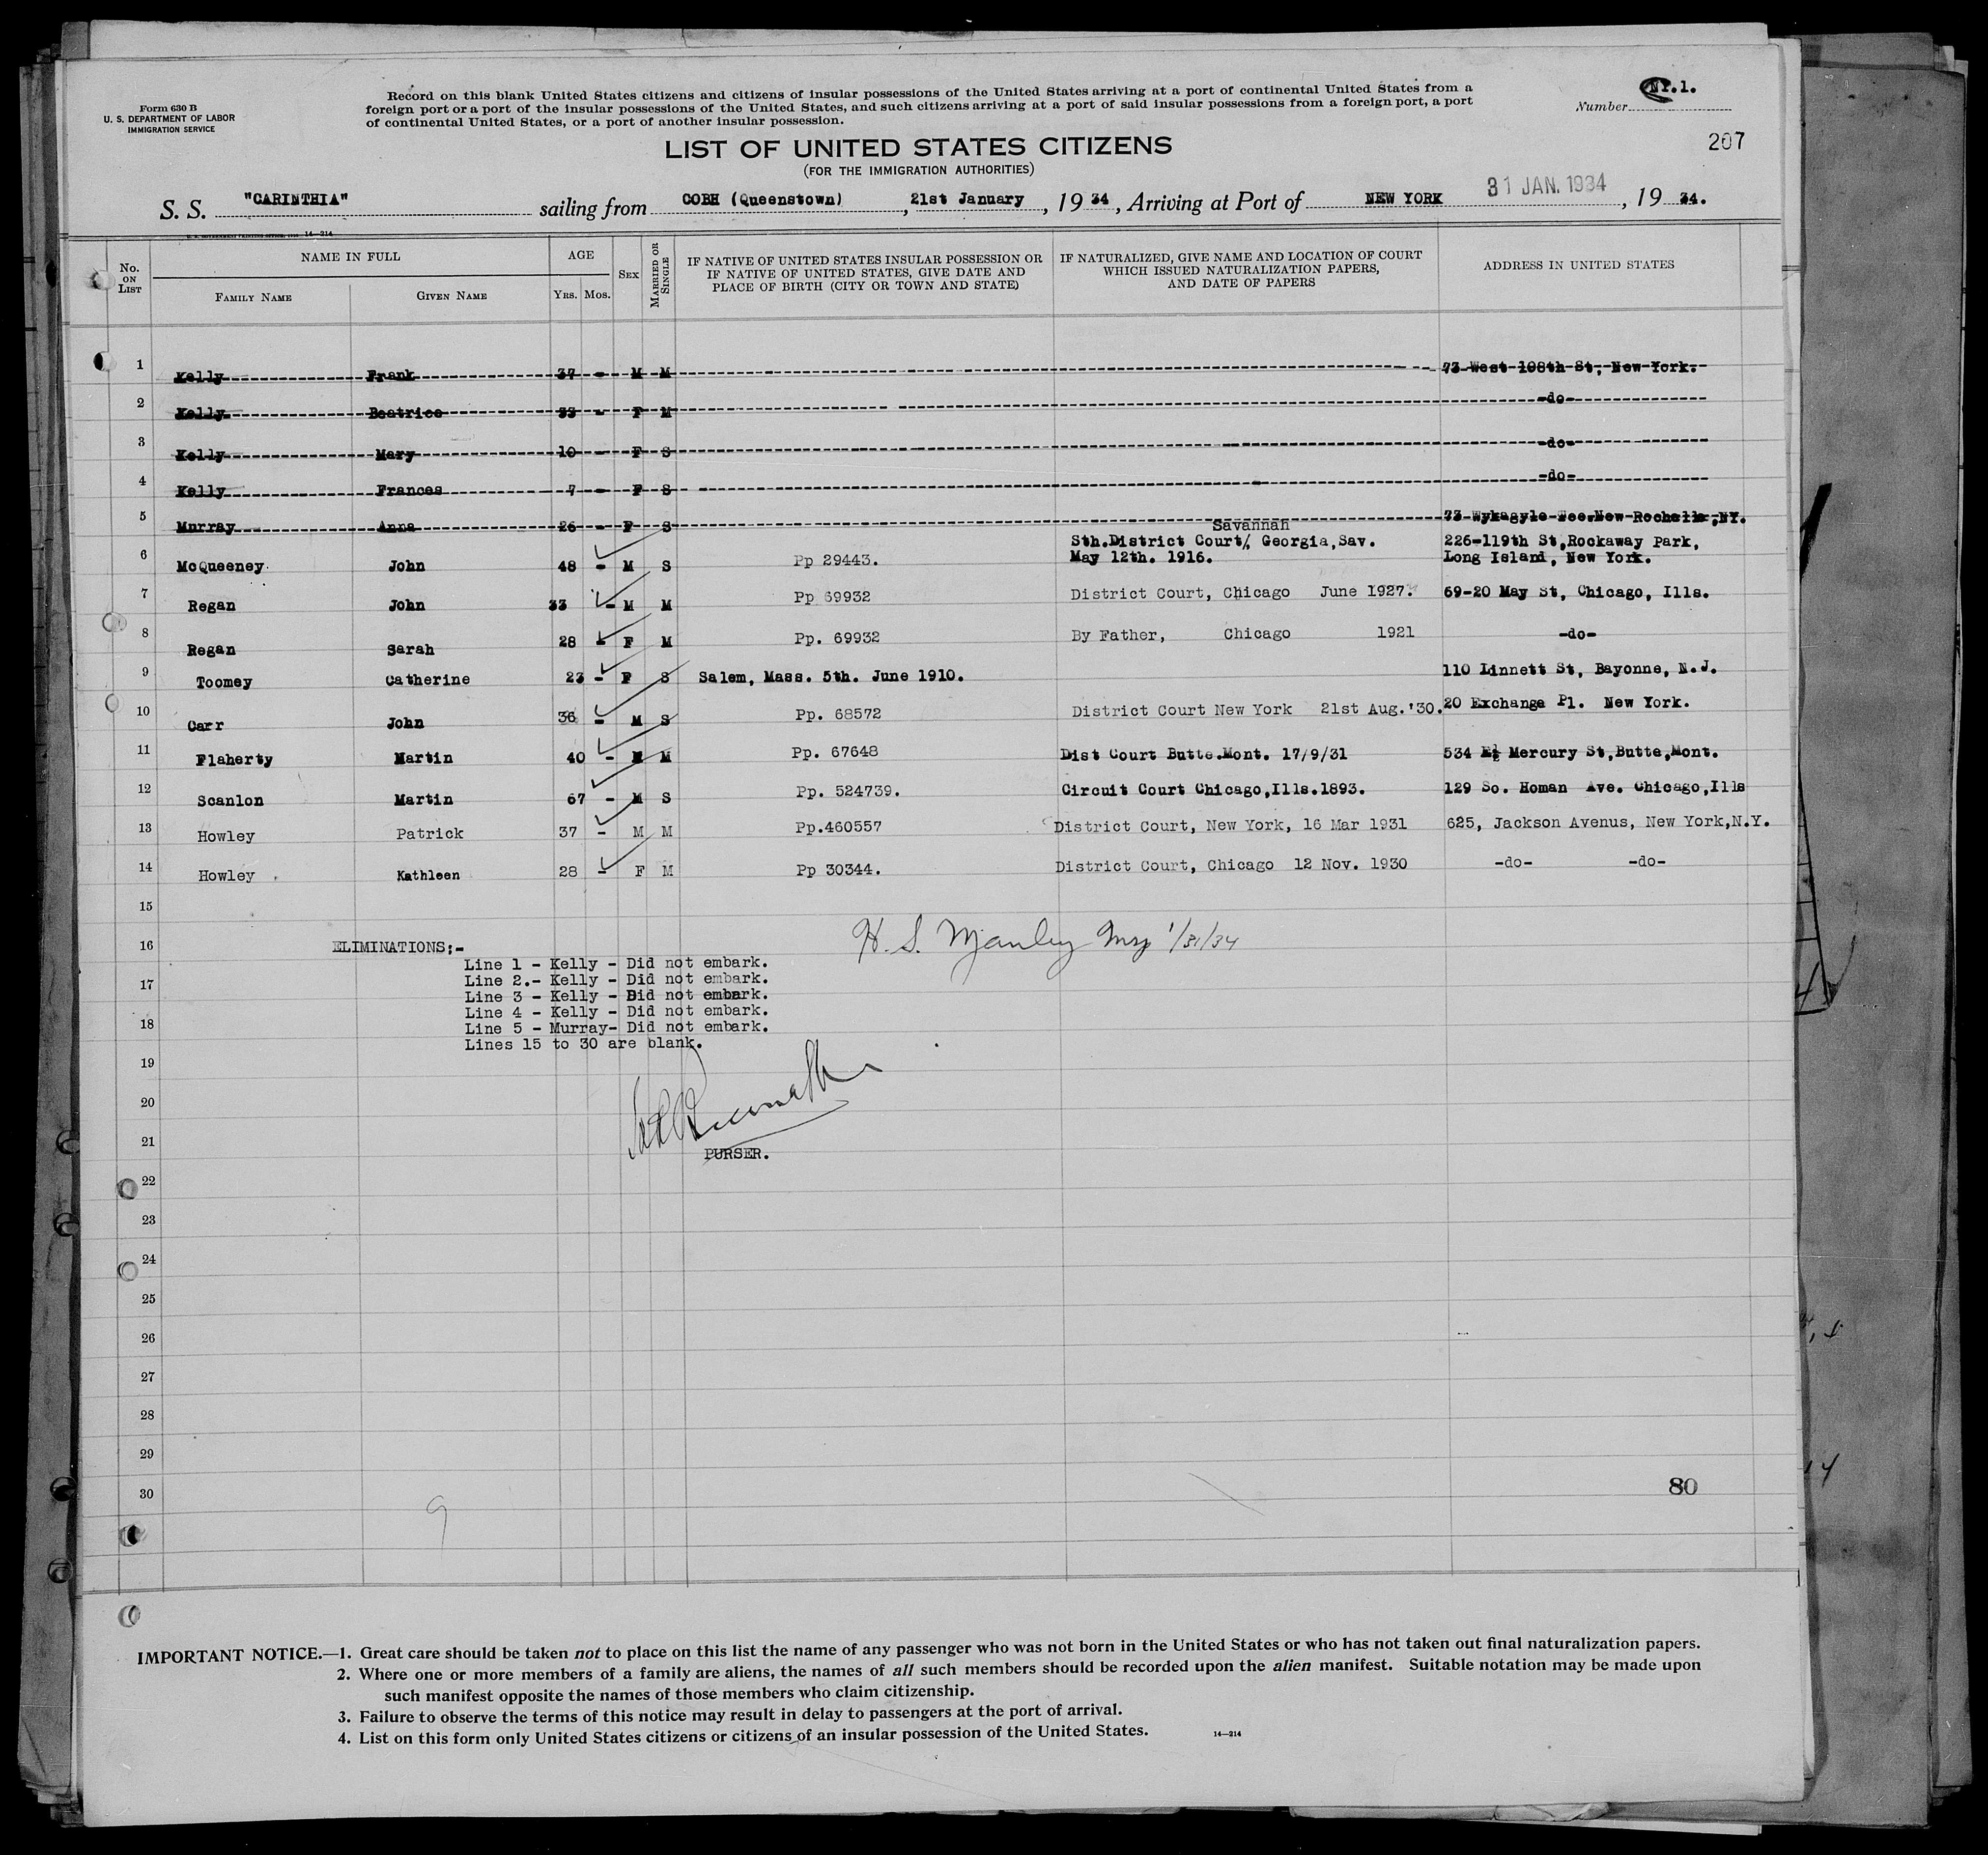 Form 630 B
U. S. DEPARTMENT OF LABOR
IMMIGRATION SERVICE
Record on this blank United States citizens and citizens of insular possessions of the United States arriving at a port of continental United States from a
foreign port or a port of the insular possessions of the United States, and such citizens arriving at a port of said insular possessions from a foreign port, a port
of continental United States, or a port of another insular possession.
Number NY.1.
207
LIST OF UNITED STATES CITIZENS
(FOR THE IMMIGRATION AUTHORITIES)
S. S. "CARINTHIA" sailing from COBH (Queenstown), 21st January, 19 34, Arriving at Port of NEW YORK 31 JAN. 1934, 19 34.
14—214
No. ON LIST
NAME IN FULL
FAMILY NAME GIVEN NAME
AGE
YRS. MOS.
SEX
MARRIED OR SINGLE
IF NATIVE OF UNITED STATES INSULAR POSSESSION OR
IF NATIVE OF UNITED STATES, GIVE DATE AND
PLACE OF BIRTH (CITY OR TOWN AND STATE)
IF NATURALIZED, GIVE NAME AND LOCATION OF COURT
WHICH ISSUED NATURALIZATION PAPERS,
AND DATE OF PAPERS
ADDRESS IN UNITED STATES
1 Kelly Frank 37 - M M 73 West 108th St, New York.
2 Kelly Beatrice 33 - F M -do-
3 Kelly Mary 10 - F S -do-
4 Kelly Frances 7 - F S -do-
5 Murray Anna 26 - F S 73 Wykagyle New Rochelle, NY.
Savannah
Sth.District Court/, Georgia,Sav. 226-119th St,Rockaway Park,
6 McQueeney John 48 - M S Pp 29443. May 12th. 1916. Long Island, New York.
7 Regan John 33 - M M Pp 69932 District Court, Chicago June 1927. 69-20 May St, Chicago, Ills.
8 Regan Sarah 28 - F M Pp. 69932 By Father, Chicago 1921 -do-
9 Toomey Catherine 23 - F S Salem, Mass. 5th. June 1910. 110 Linnett St, Bayonne, N.J.
10 Carr John 36 - M S Pp. 68572 District Court New York 21st Aug.'30. 20 Exchange Pl. New York.
11 Flaherty Martin 40 - M M Pp. 67648 Dist Court Butte.Mont. 17/9/31 534 E½ Mercury St,Butte,Mont.
12 Scanlon Martin 67 - M S Pp. 524739. Circuit Court Chicago,Ills.1893. 129 So. Homan Ave. Chicago,Ills
13 Howley Patrick 37 - M M Pp.460557 District Court, New York, 16 Mar 1931 625, Jackson Avenus, New York,N.Y.
14 Howley Kathleen 28 - F M Pp 30344. District Court, Chicago 12 Nov. 1930 -do- -do-
15
H. S. Manley 1/31/34
16 ELIMINATIONS:-
Line 1 - Kelly - Did not embark.
Line 2.- Kelly - Did not embark.
17
Line 3 - Kelly - Did not embark.
Line 4 - Kelly - Did not embark.
18
Line 5 - Murray- Did not embark.
Lines 15 to 30 are blank.
19
20
21
PURSER.
22
23
24
25
26
27
28
29
30
80
9
IMPORTANT NOTICE.—1. Great care should be taken not to place on this list the name of any passenger who was not born in the United States or who has not taken out final naturalization papers.
2. Where one or more members of a family are aliens, the names of all such members should be recorded upon the alien manifest. Suitable notation may be made upon
such manifest opposite the names of those members who claim citizenship.
3. Failure to observe the terms of this notice may result in delay to passengers at the port of arrival.
4. List on this form only United States citizens or citizens of an insular possession of the United States.
14—214